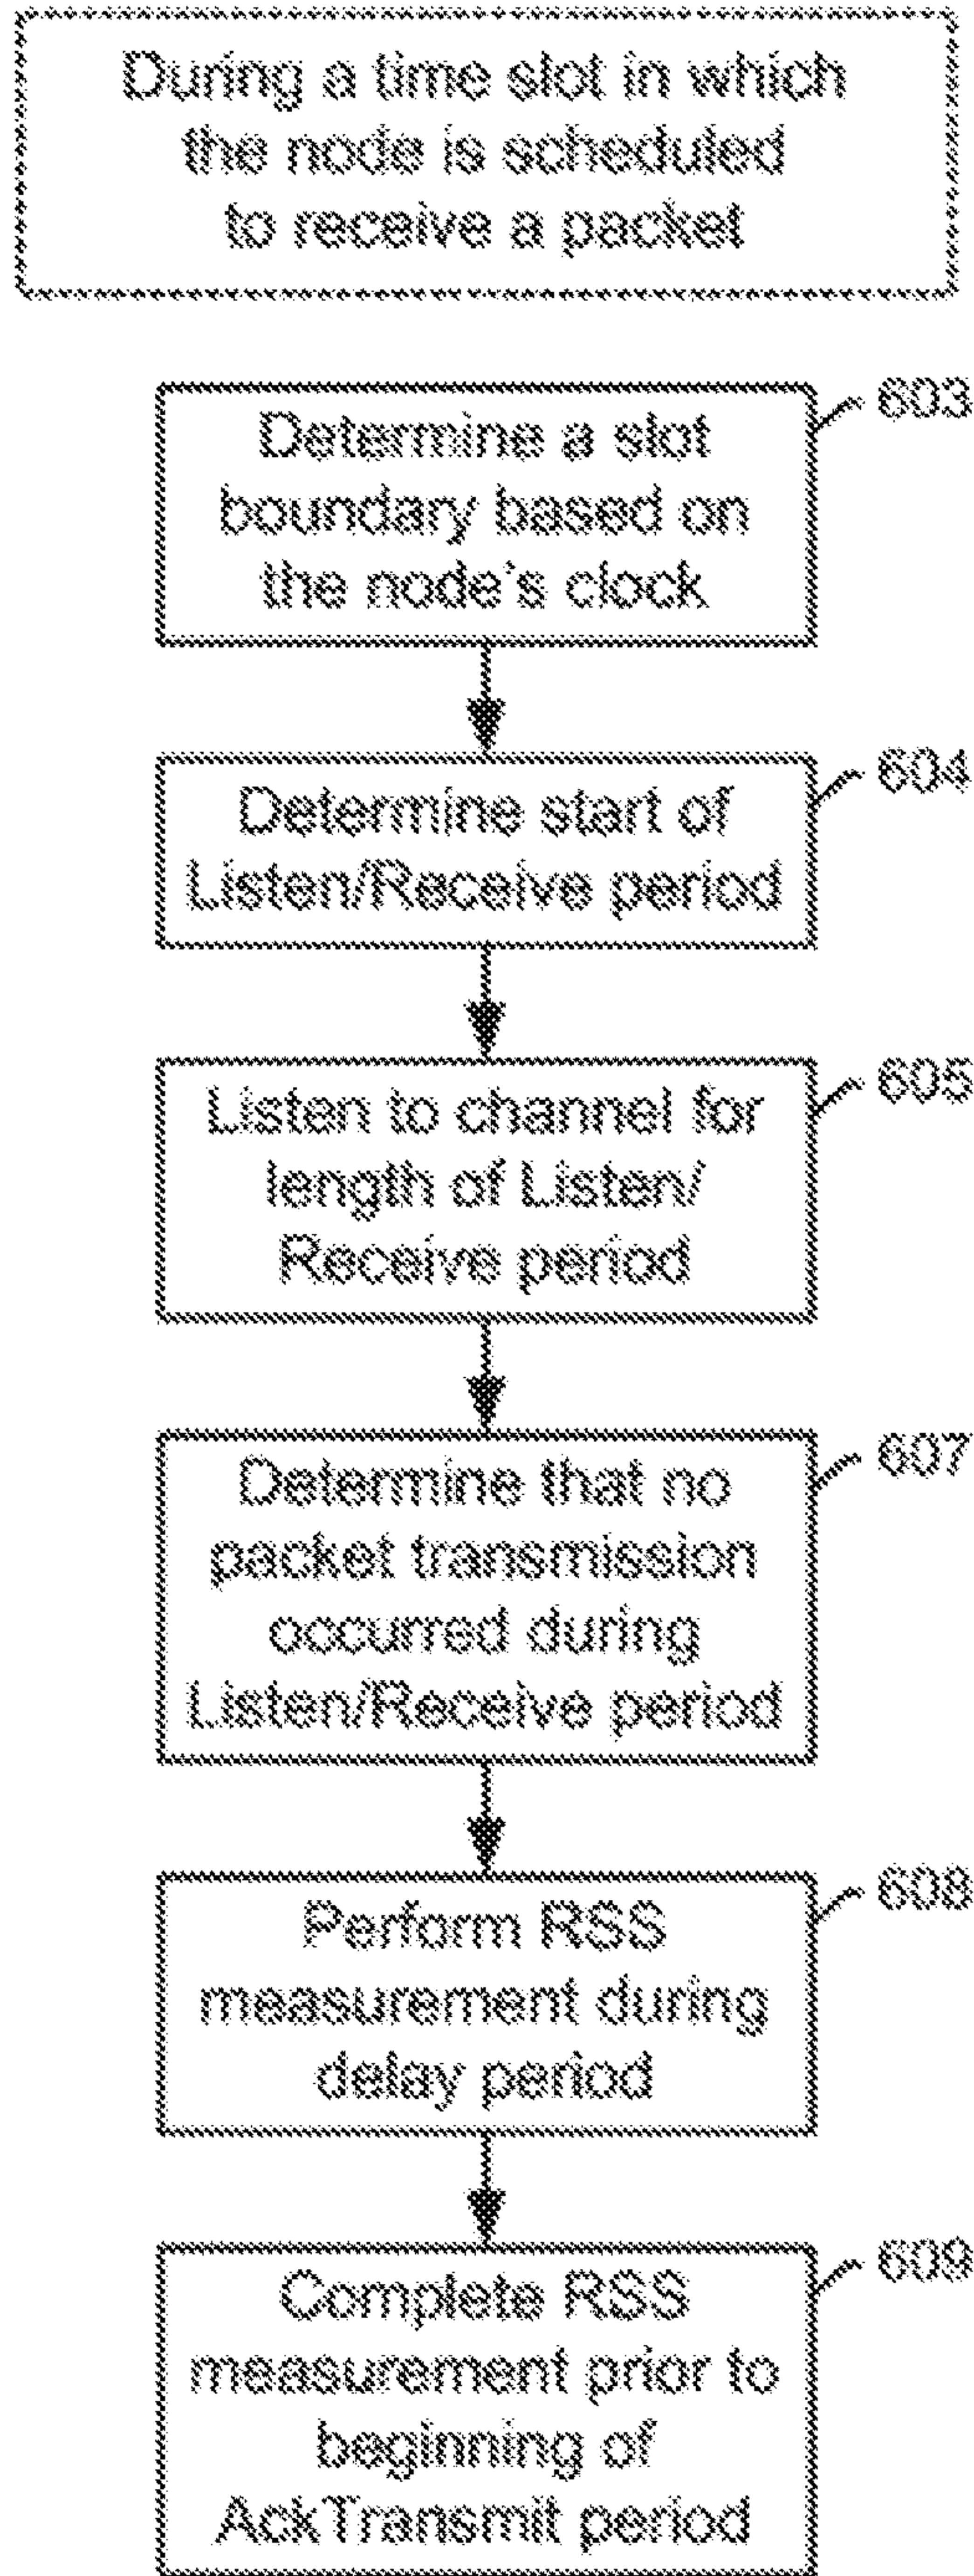 During a time slot in which
the node is scheduled
to receive a packet
603
Determine a slot
boundary based on
the node's clock
604
Determine start of
Listen/Receive period
605
Listen to channel for
length of Listen/
Receive period
607
Determine that no
packet transmission
occurred during
Listen/Receive period
608
Perform RSS
measurement during
delay period
609
Complete RSS
measurement prior to
beginning of
AckTransmit period